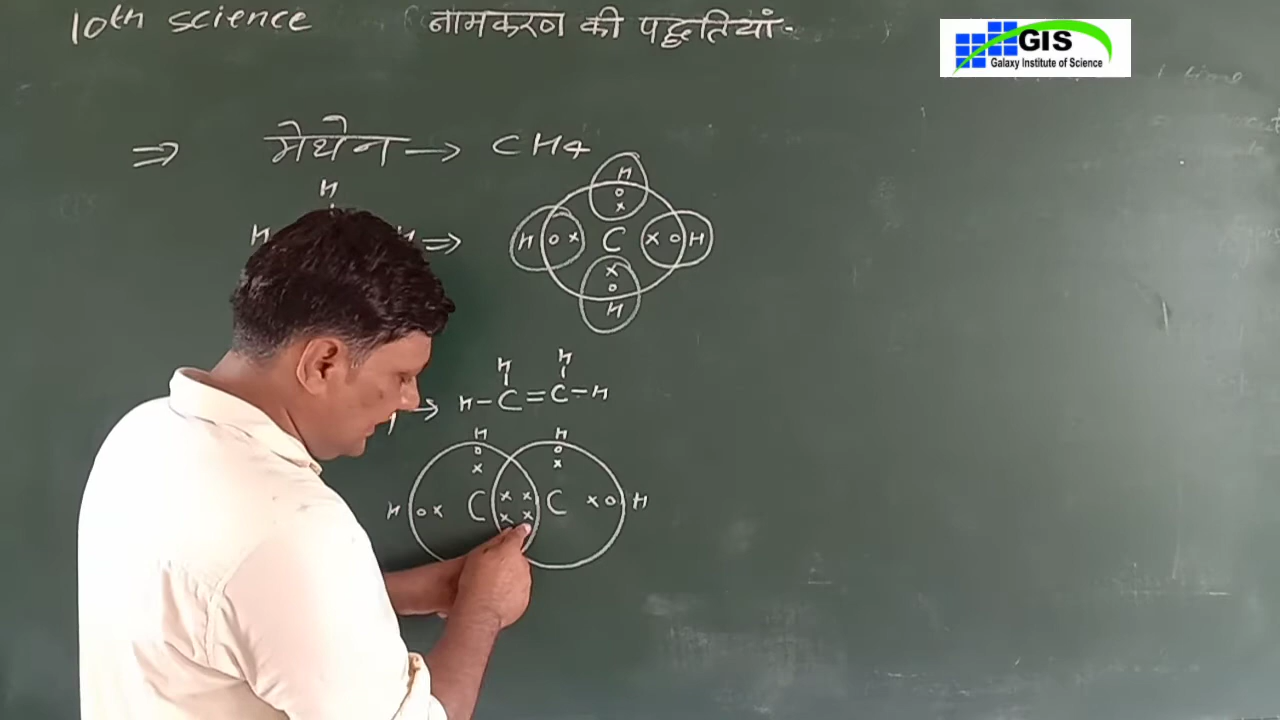 10th science नामकरण की पद्धतियां-
GIS
Galaxy Institute of Science
⇒ मेथेन → CH4
H
H H ⇒
H
o
x
H o x C x o H
x
o
H
H H
→ H-C=C-H
H H
o o
x x
H o x C x x C x o H
x x